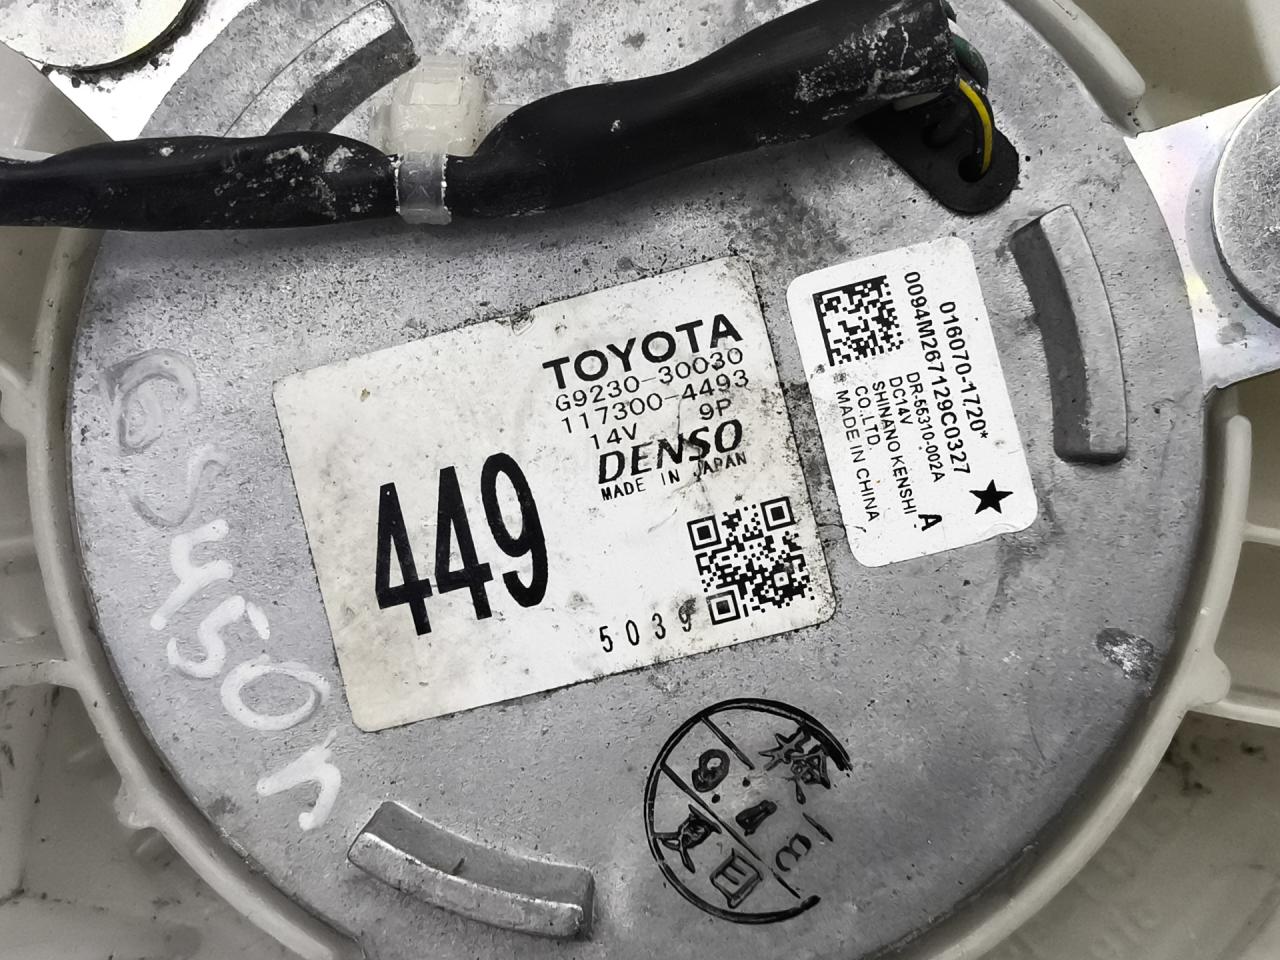 TOYOTA
G9230-30030
117300-4493
14V 9P
DENSO
MADE IN JAPAN
449
5039
016070-1720*
0094M267129C0327
DR-55310-002A
DC14V
SHINANO KENSHI
CO.LTD.
MADE IN CHINA
A
GS450h